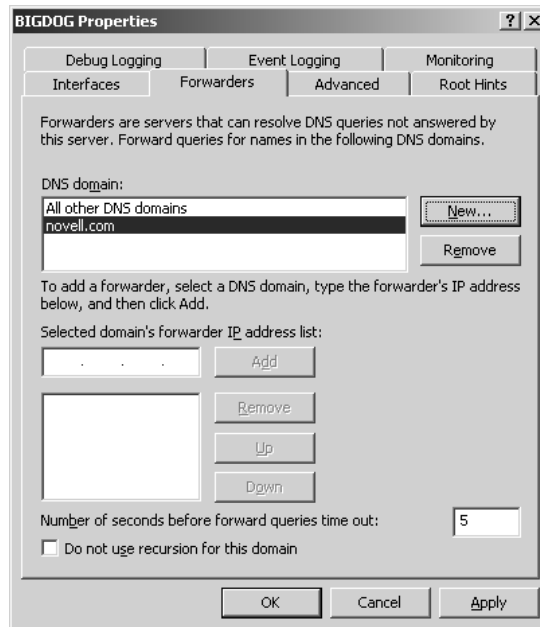 BIGDOG Properties
Debug Logging Event Logging Monitoring
Interfaces Forwarders Advanced Root Hints
Forwarders are servers that can resolve DNS queries not answered by
this server. Forward queries for names in the following DNS domains.
DNS domain:
All other DNS domains
novell.com
New...
Remove
To add a forwarder, select a DNS domain, type the forwarder's IP address
below, and then click Add.
Selected domain's forwarder IP address list:
. . .
Add
Remove
Up
Down
Number of seconds before forward queries time out: 5
Do not use recursion for this domain
OK Cancel Apply